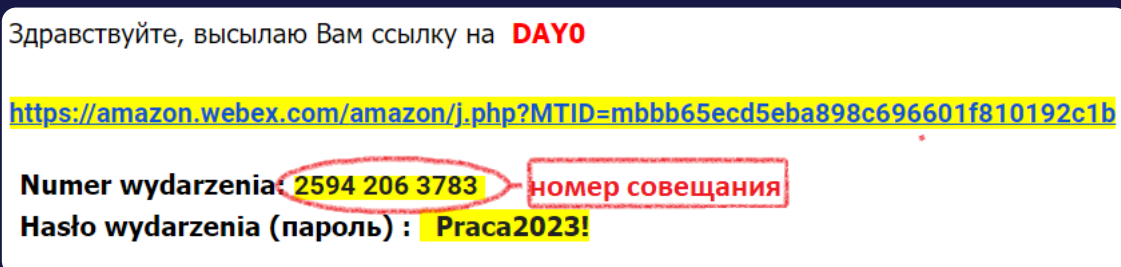 Здравствуйте, высылаю Вам ссылку на DAY0
https://amazon.webex.com/amazon/j.php?MTID=mbbb65ecd5eba898c696601f810192c1b
Numer wydarzenia: 2594 206 3783 номер совещания
Hasło wydarzenia (пароль) : Praca2023!